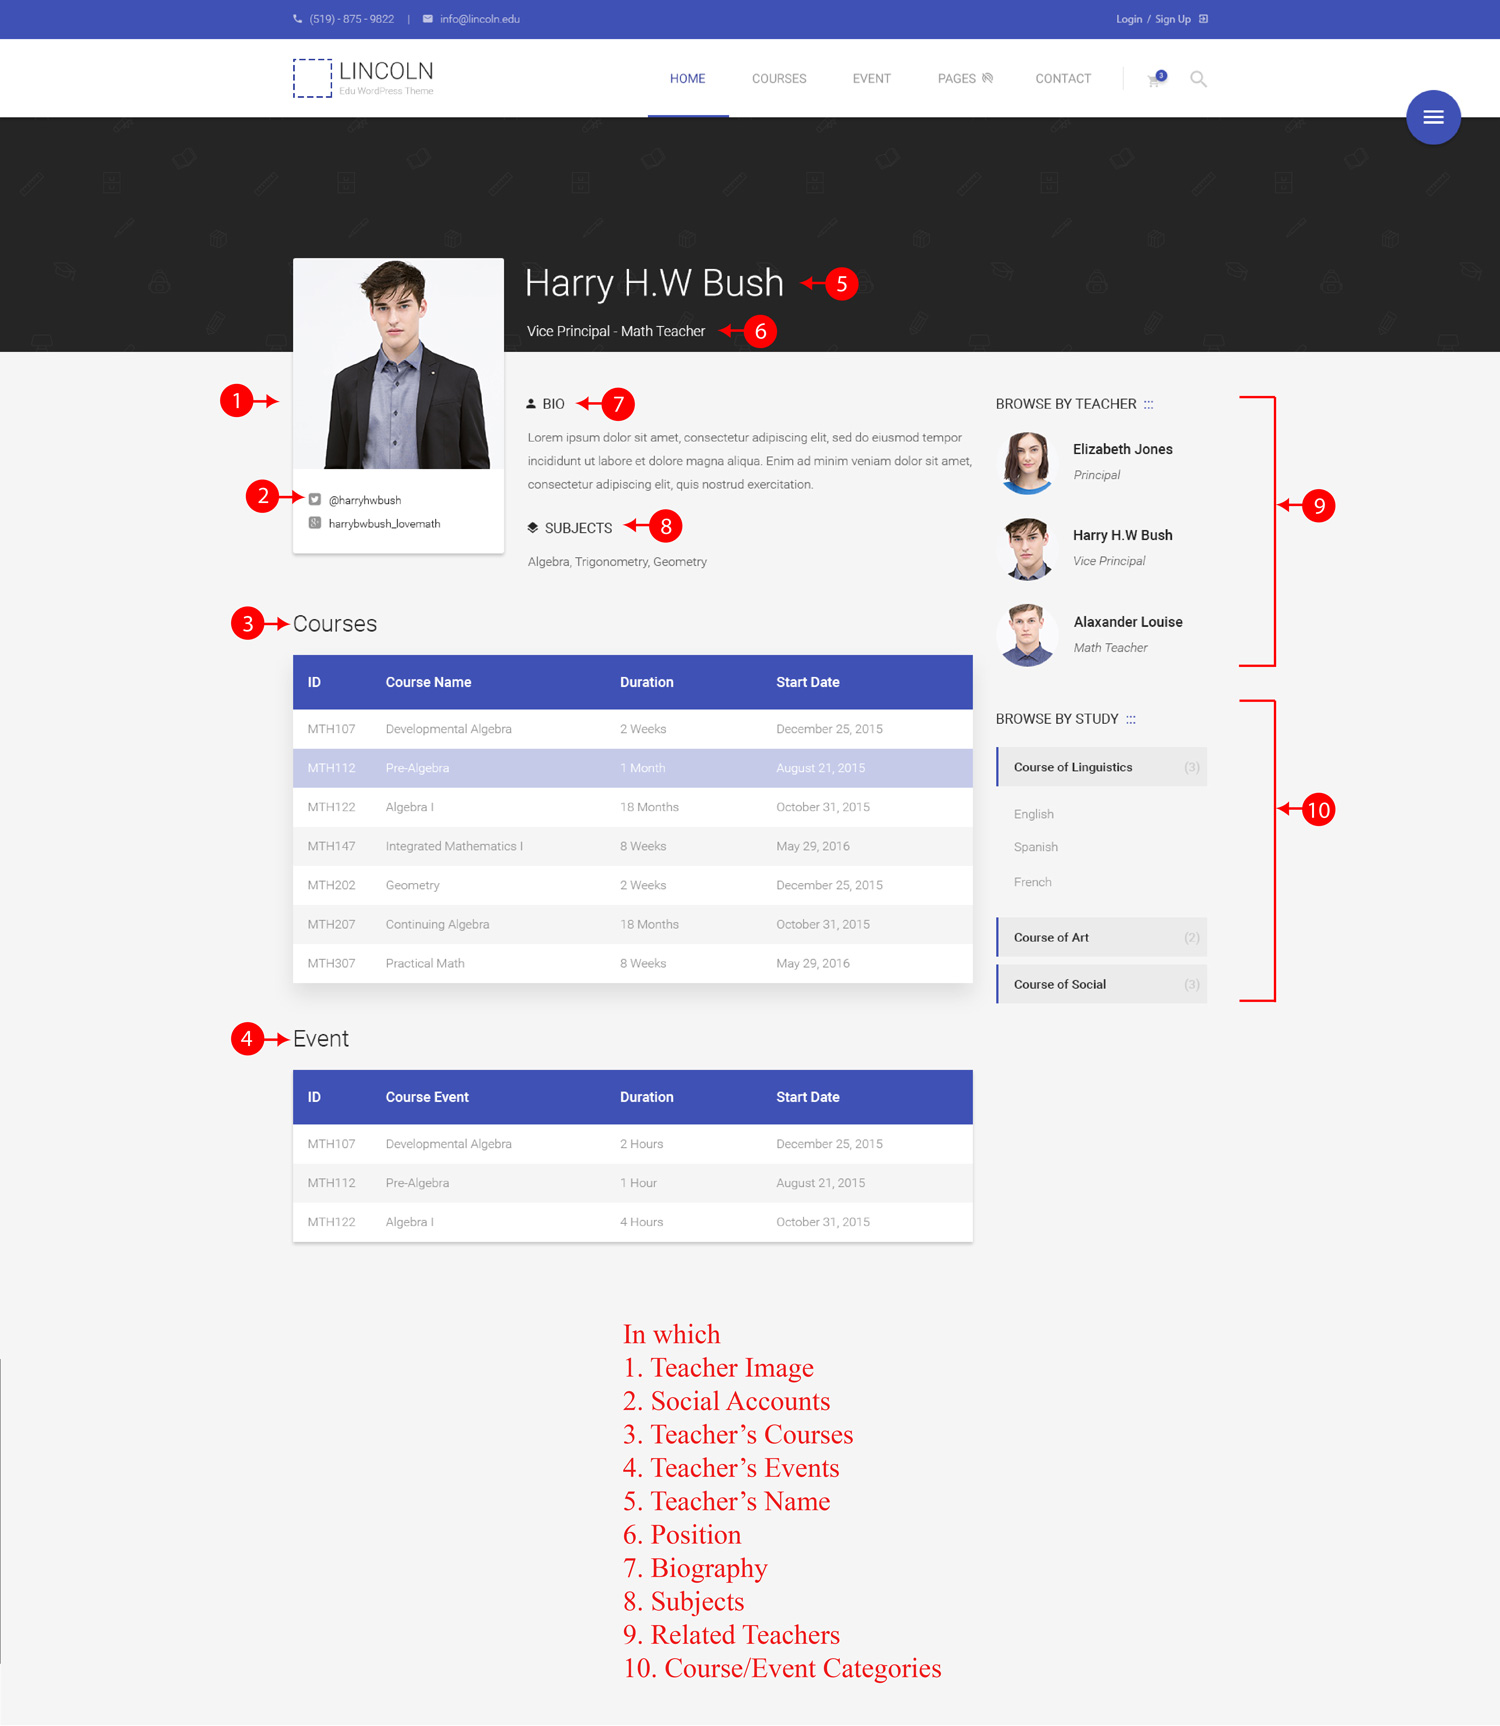 (519) - 875 - 9822 | info@lincoln.edu
Login / Sign Up
LINCOLN
Edu WordPress Theme
HOME COURSES EVENT PAGES CONTACT 3
Harry H.W Bush 5
Vice Principal - Math Teacher 6
1
2
@harryhwbush
harrybwbush_lovemath
BIO 7
Lorem ipsum dolor sit amet, consectetur adipiscing elit, sed do eiusmod tempor
incididunt ut labore et dolore magna aliqua. Enim ad minim veniam dolor sit amet,
consectetur adipiscing elit, quis nostrud exercitation.
SUBJECTS 8
Algebra, Trigonometry, Geometry
BROWSE BY TEACHER :::
Elizabeth Jones
Principal
9
Harry H.W Bush
Vice Principal
Alaxander Louise
Math Teacher
3 Courses
ID Course Name Duration Start Date
MTH107 Developmental Algebra 2 Weeks December 25, 2015
MTH112 Pre-Algebra 1 Month August 21, 2015
MTH122 Algebra I 18 Months October 31, 2015
MTH147 Integrated Mathematics I 8 Weeks May 29, 2016
MTH202 Geometry 2 Weeks December 25, 2015
MTH207 Continuing Algebra 18 Months October 31, 2015
MTH307 Practical Math 8 Weeks May 29, 2016
BROWSE BY STUDY :::
Course of Linguistics (3)
10
English
Spanish
French
Course of Art (2)
Course of Social (3)
4 Event
ID Course Event Duration Start Date
MTH107 Developmental Algebra 2 Hours December 25, 2015
MTH112 Pre-Algebra 1 Hour August 21, 2015
MTH122 Algebra I 4 Hours October 31, 2015
In which
1. Teacher Image
2. Social Accounts
3. Teacher’s Courses
4. Teacher’s Events
5. Teacher’s Name
6. Position
7. Biography
8. Subjects
9. Related Teachers
10. Course/Event Categories